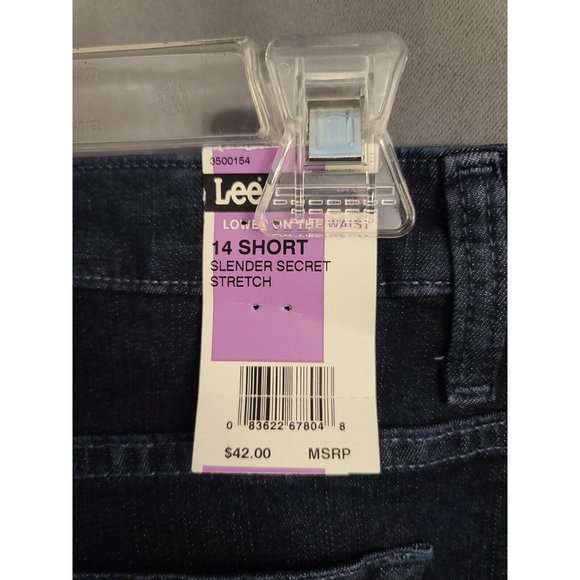 3500154
Lee
LOWER ON THE WAIST
14 SHORT
SLENDER SECRET
STRETCH
0 83622 67804 8
$42.00 MSRP